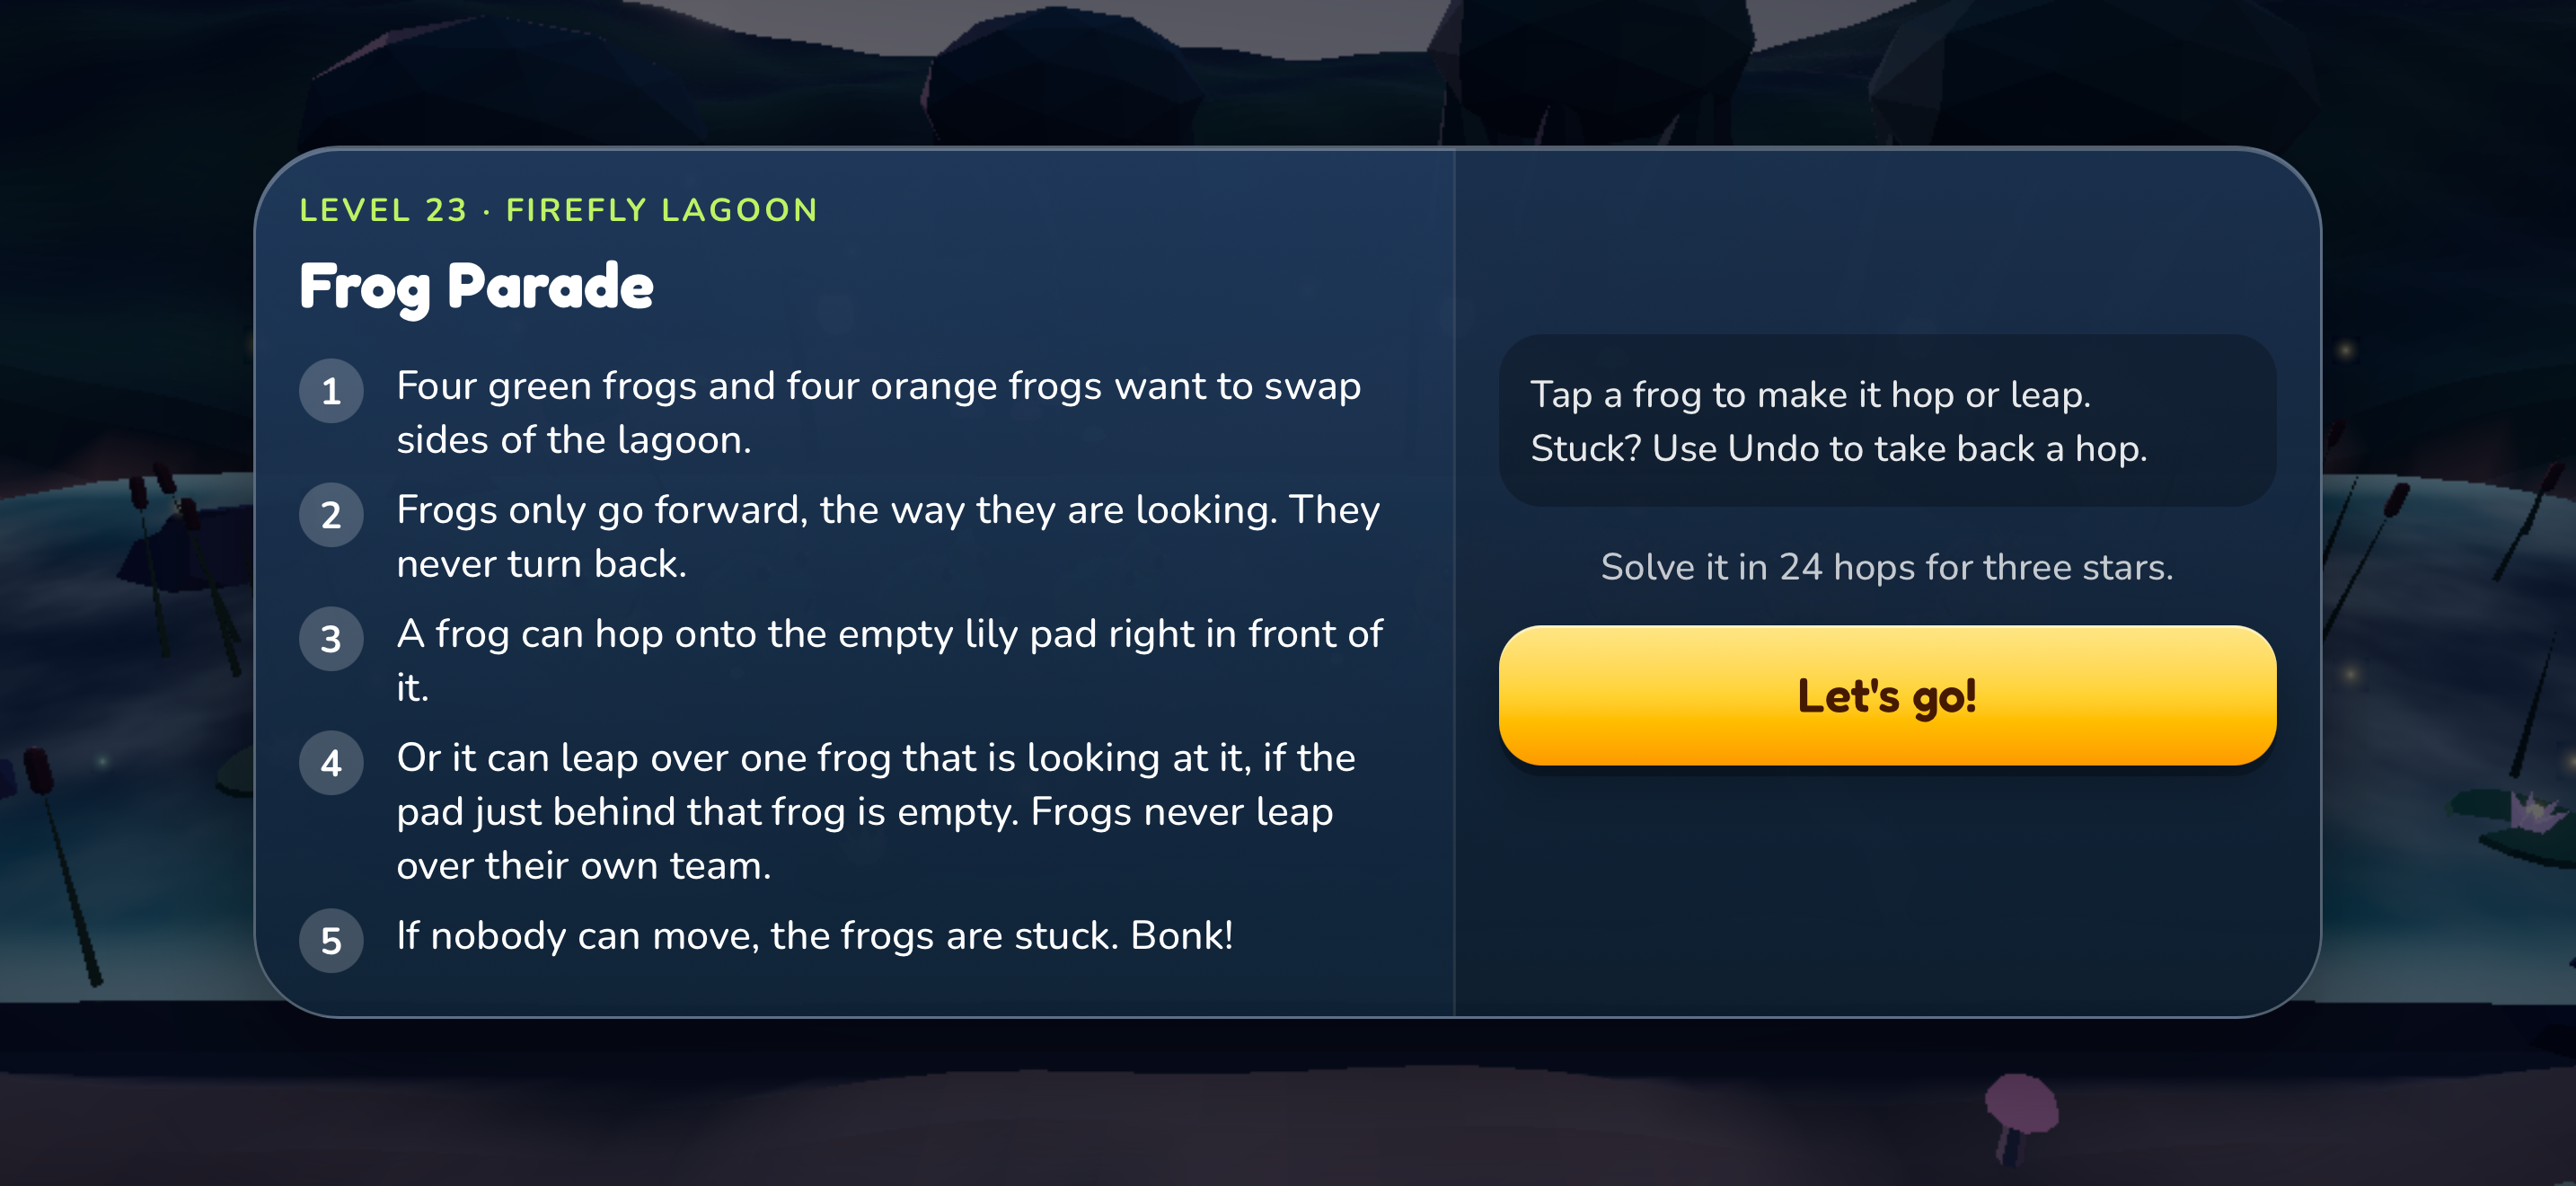 LEVEL 23 · FIREFLY LAGOON
Frog Parade
1 Four green frogs and four orange frogs want to swap
sides of the lagoon.
2 Frogs only go forward, the way they are looking. They
never turn back.
3 A frog can hop onto the empty lily pad right in front of
it.
4 Or it can leap over one frog that is looking at it, if the
pad just behind that frog is empty. Frogs never leap
over their own team.
5 If nobody can move, the frogs are stuck. Bonk!
Tap a frog to make it hop or leap.
Stuck? Use Undo to take back a hop.
Solve it in 24 hops for three stars.
Let's go!